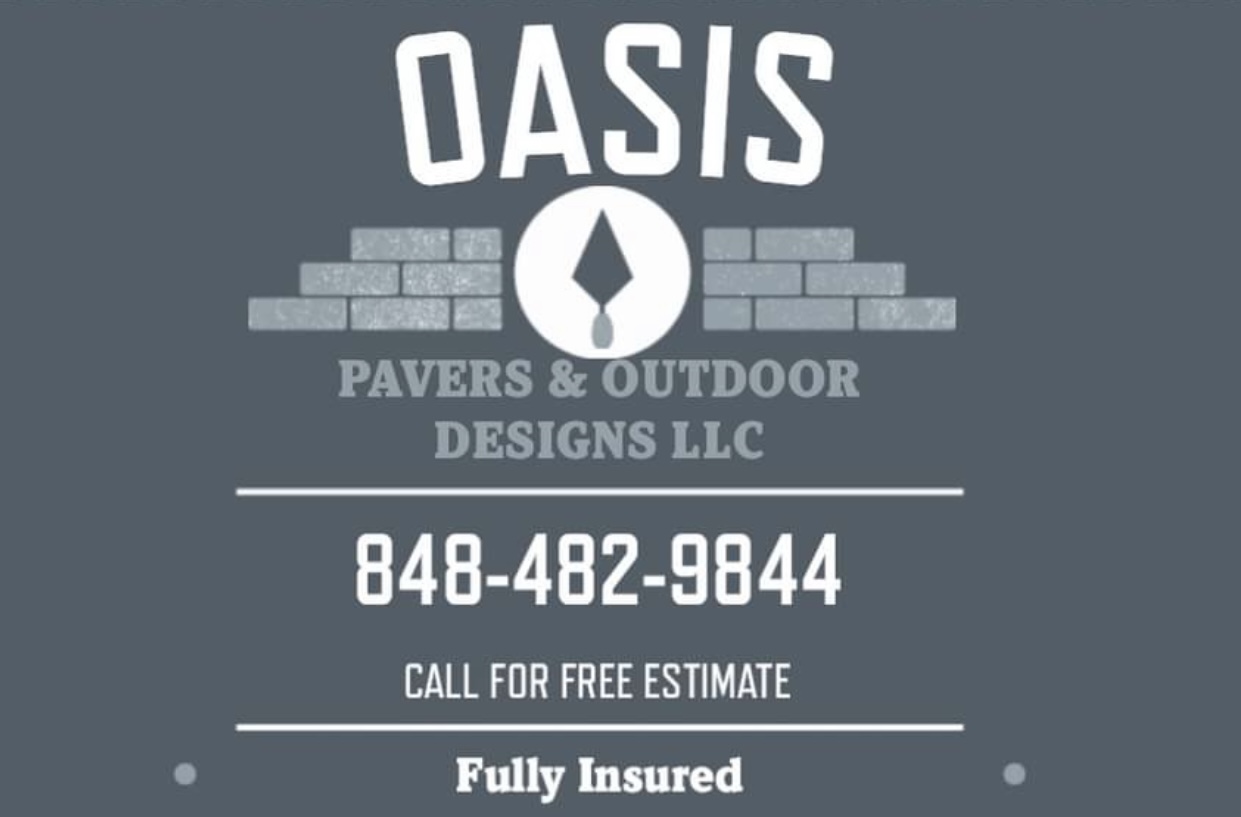 OASIS
PAVERS & OUTDOOR
DESIGNS LLC
848-482-9844
CALL FOR FREE ESTIMATE
Fully Insured